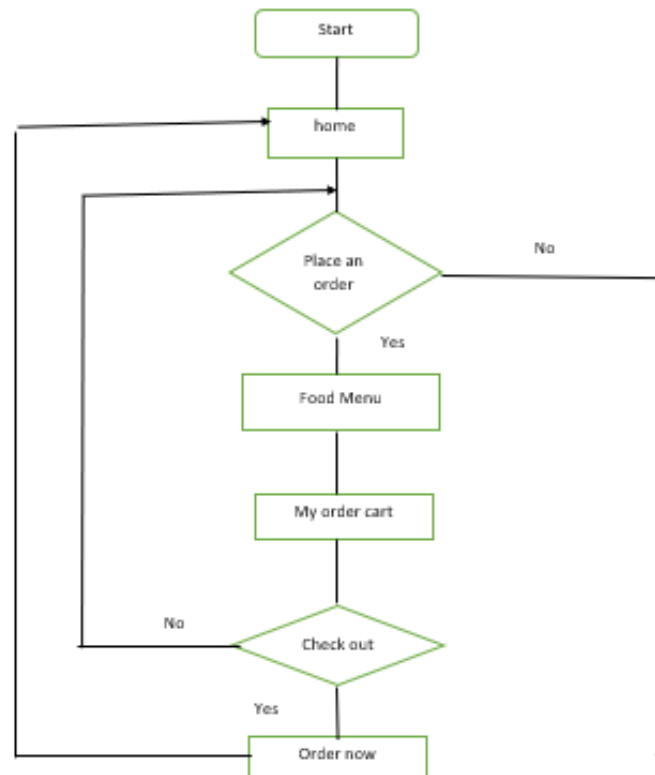 Start
home
Place an
order
No
Yes
Food Menu
My order cart
No
Check out
Yes
Order now